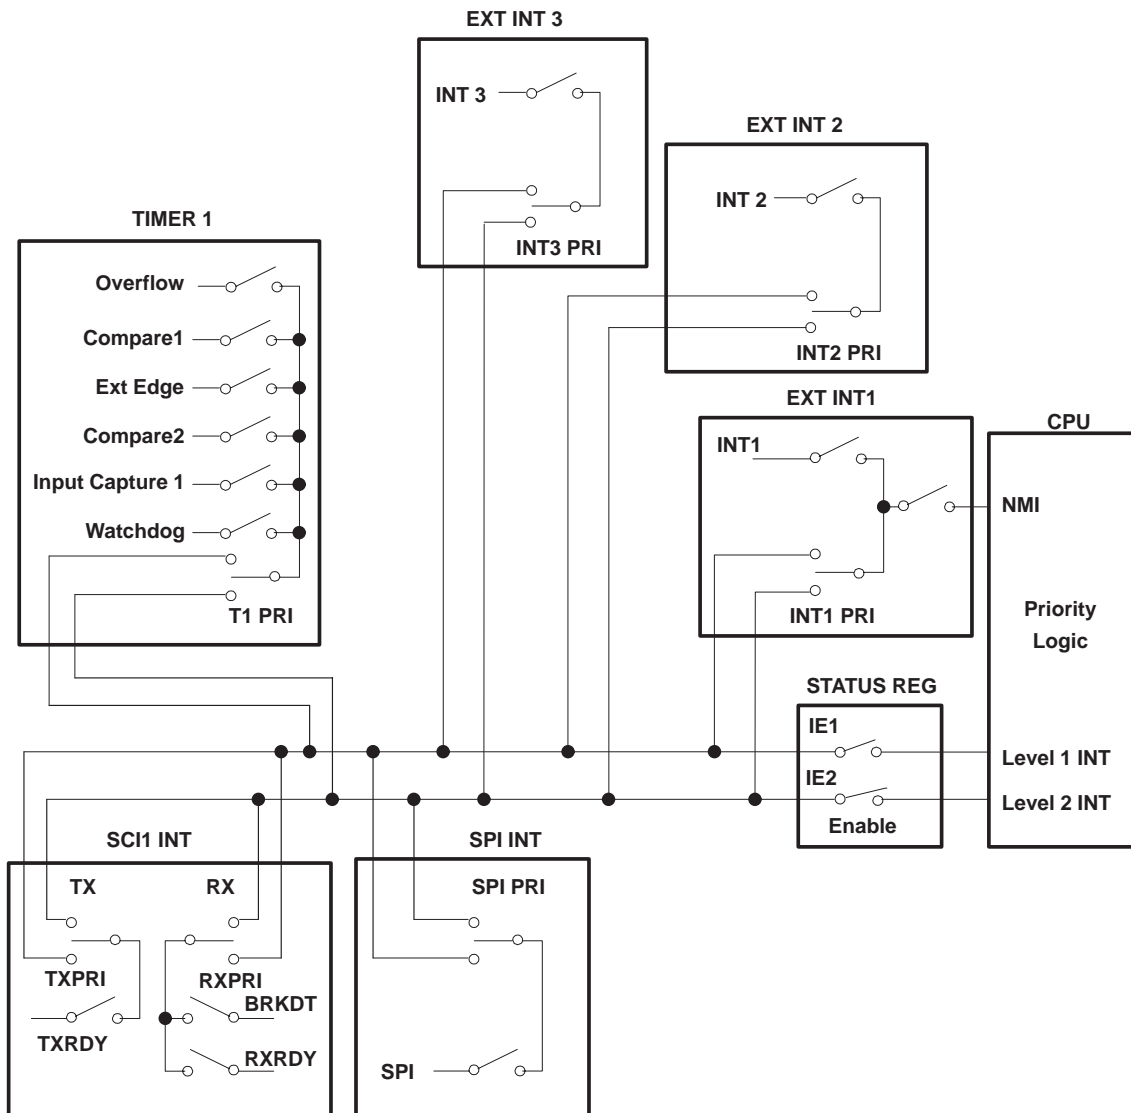 EXT INT 3
INT 3
INT3 PRI
EXT INT 2
INT 2
INT2 PRI
TIMER 1
Overflow
Compare1
Ext Edge
Compare2
Input Capture 1
Watchdog
T1 PRI
EXT INT1
INT1
INT1 PRI
CPU
NMI
Priority
Logic
Level 1 INT
Level 2 INT
STATUS REG
IE1
IE2
Enable
SCI1 INT
TX
RX
TXPRI
RXPRI
BRKDT
TXRDY
RXRDY
SPI INT
SPI PRI
SPI